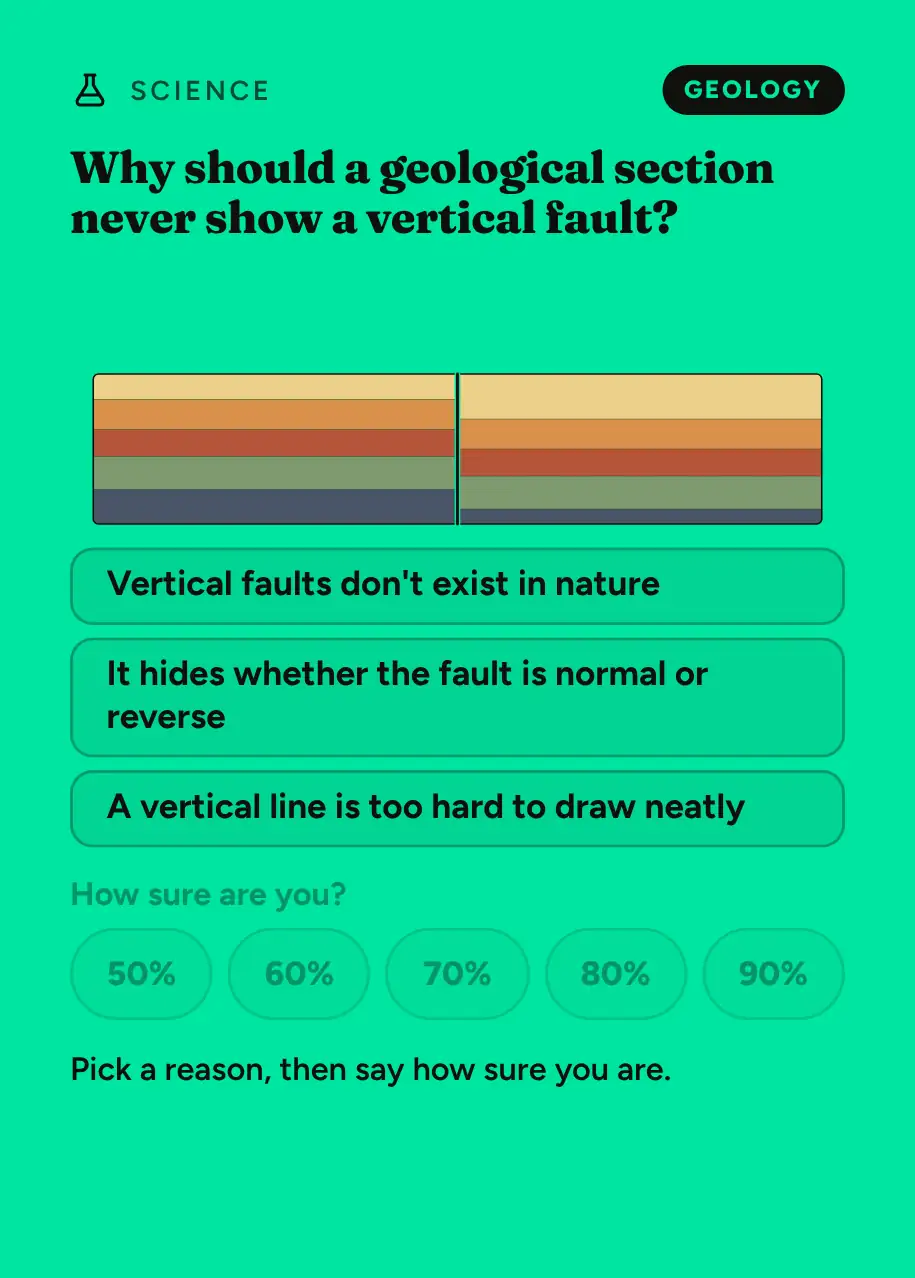 SCIENCE
GEOLOGY
Why should a geological section
never show a vertical fault?
Vertical faults don't exist in nature
It hides whether the fault is normal or
reverse
A vertical line is too hard to draw neatly
How sure are you?
50% 60% 70% 80% 90%
Pick a reason, then say how sure you are.